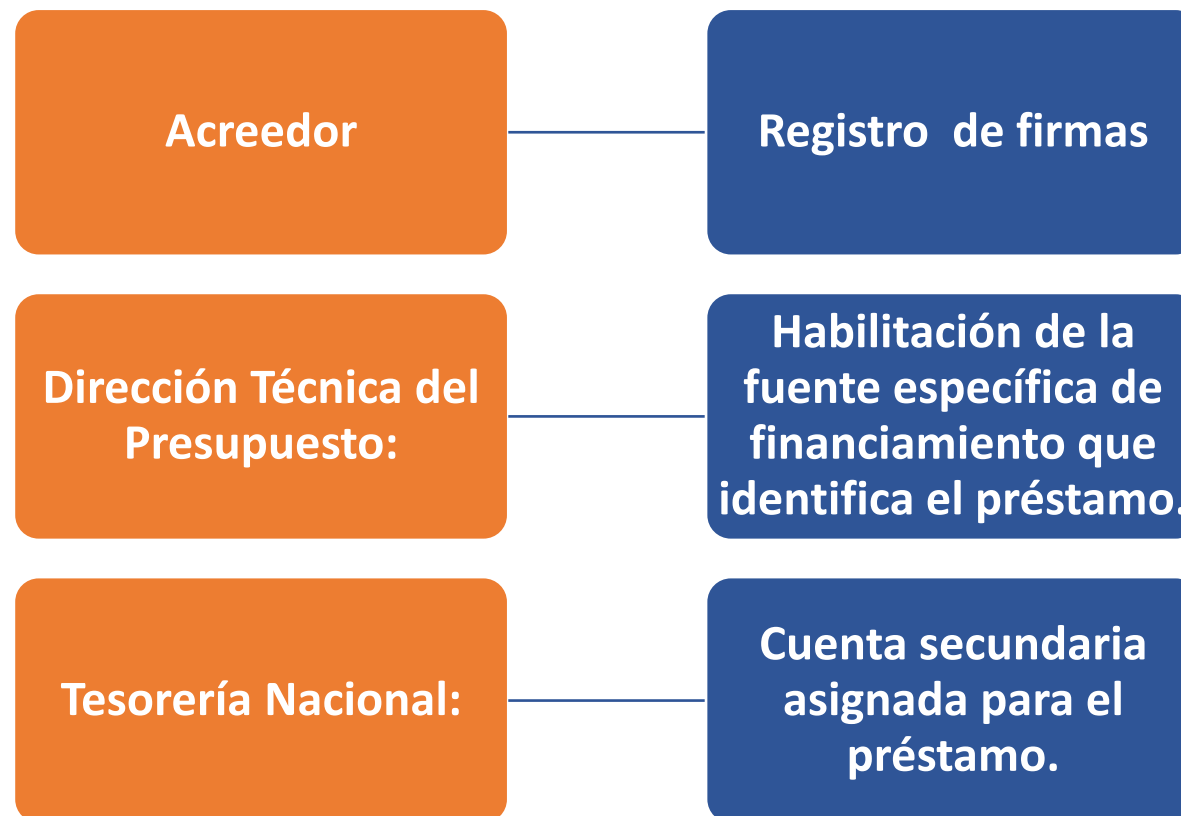 Acreedor
Registro de firmas
Dirección Técnica del
Presupuesto:
Habilitación de la
fuente específica de
financiamiento que
identifica el préstamo.
Tesorería Nacional:
Cuenta secundaria
asignada para el
préstamo.